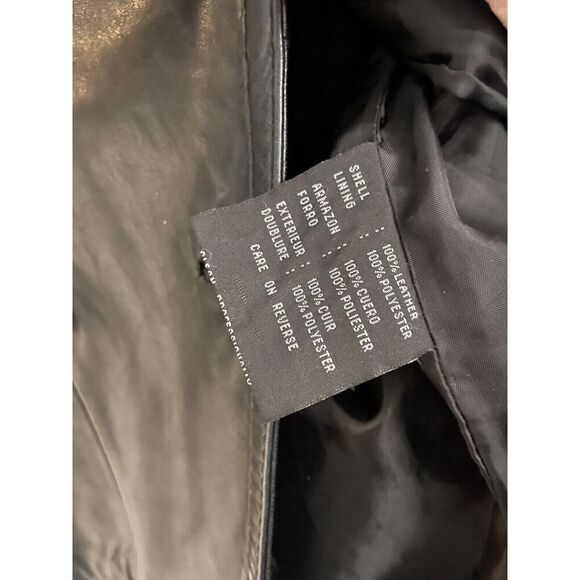 SHELL : 100% LEATHER
LINING : 100% POLYESTER
ARMAZON : 100% CUERO
FORRO : 100% POLIESTER
EXTERIEUR : 100% CUIR
DOUBLURE : 100% POLYESTER
CARE ON REVERSE
PROFESSIONALLY